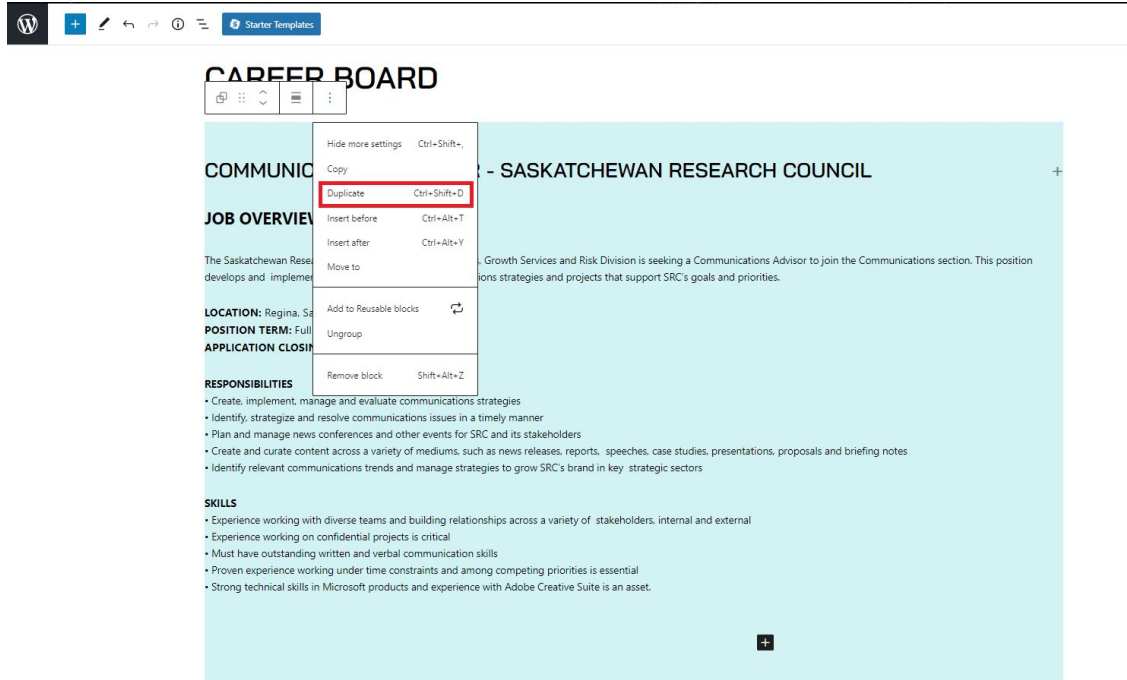 Starter Templates
CAREER BOARD
Hide more settings Ctrl+Shift+,
Copy
Duplicate Ctrl+Shift+D
Insert before Ctrl+Alt+T
Insert after Ctrl+Alt+Y
Move to
Add to Reusable blocks
Ungroup
Remove block Shift+Alt+Z
- SASKATCHEWAN RESEARCH COUNCIL
JOB
The Saskatchewan Growth Services and Risk Division is seeking a Communications Advisor to join the Communications section. This position
develops and strategies and projects that support SRC's goals and priorities.
LOCATION: Regina,
POSITION TERM:
APPLICATION
RESPONSIBILITIES
• Create, implement, manage and evaluate communications strategies
• Identify, strategize and resolve communications issues in a timely manner
• Plan and manage news conferences and other events for SRC and its stakeholders
• Create and curate content across a variety of mediums, such as news releases, reports, speeches, case studies, presentations, proposals and briefing notes
• Identify relevant communications trends and manage strategies to grow SRC's brand in key strategic sectors
SKILLS
• Experience working with diverse teams and building relationships across a variety of stakeholders, internal and external
• Experience working on confidential projects is critical
• Must have outstanding written and verbal communication skills
• Proven experience working under time constraints and among competing priorities is essential
• Strong technical skills in Microsoft products and experience with Adobe Creative Suite is an asset.